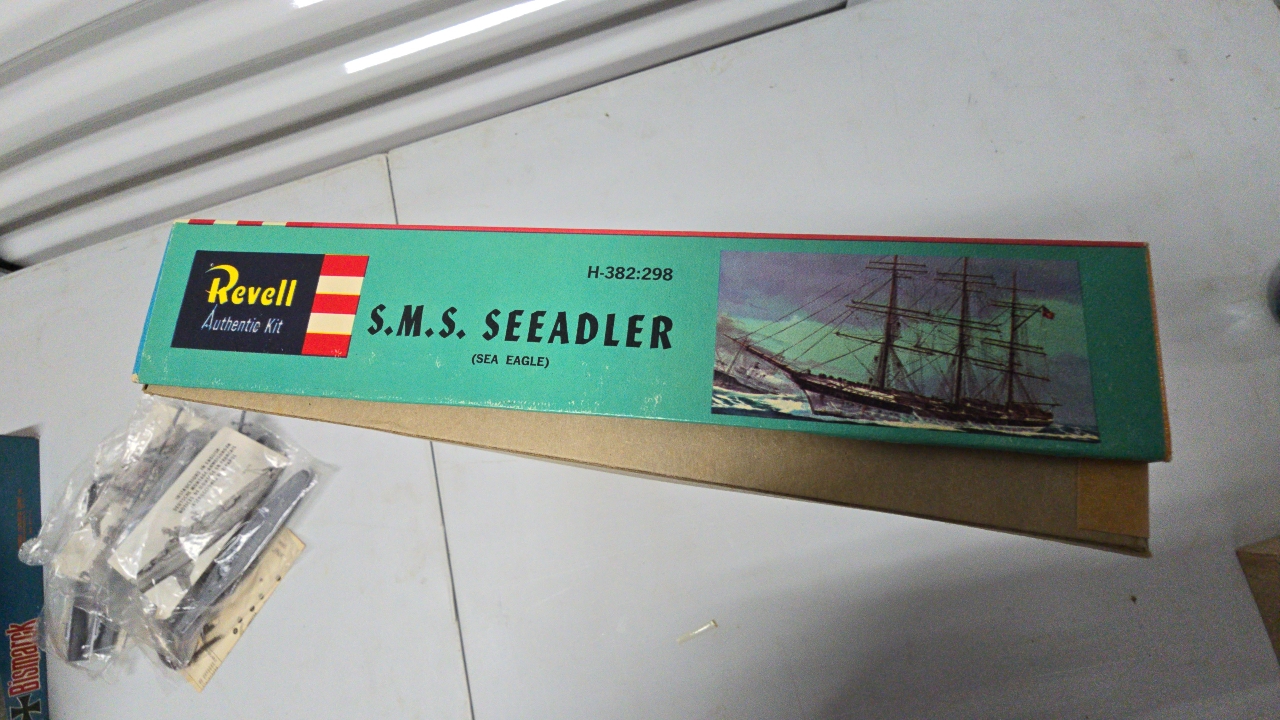 Revell
Authentic Kit
H-382:298
S.M.S. SEEADLER
(SEA EAGLE)
Bismarck